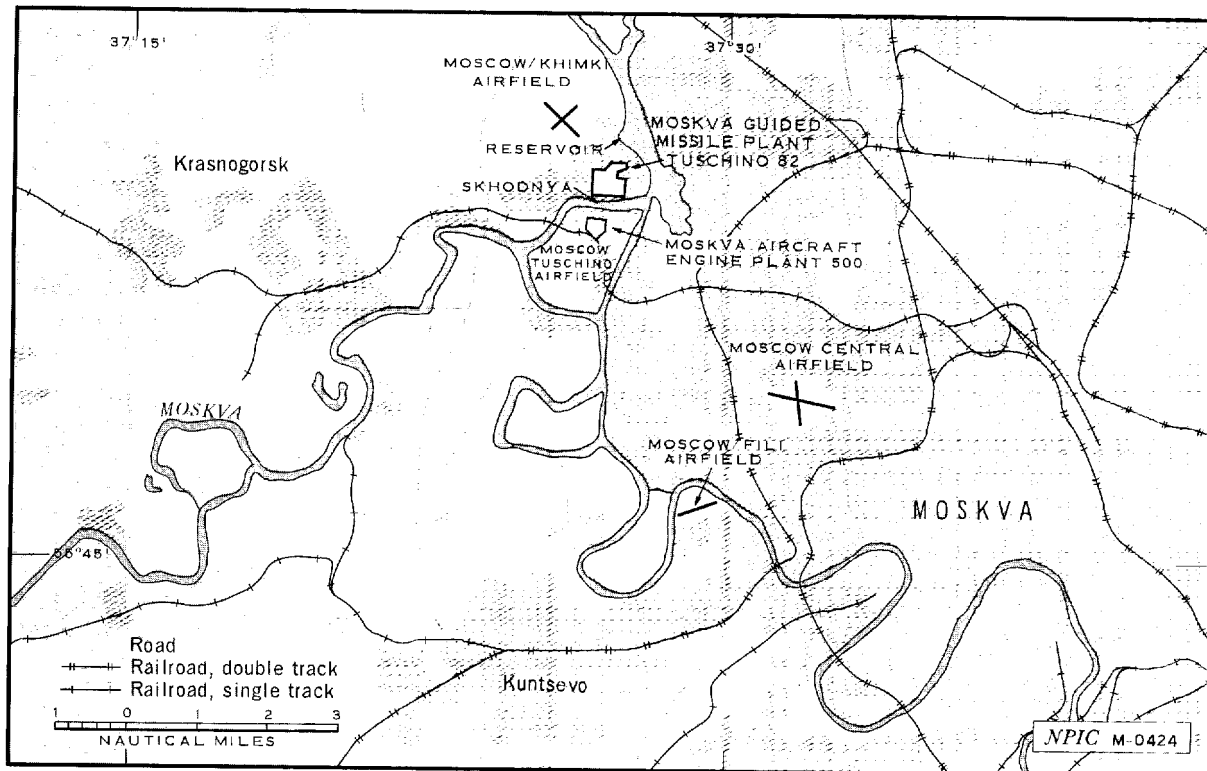 37°15'
37°30'
MOSCOW/KHIMKI
AIRFIELD
MOSKVA GUIDED
MISSILE PLANT
TUSCHINO 82
RESERVOIR
Krasnogorsk
SKHODNYA
MOSCOW
TUSCHINO
AIRFIELD
MOSKVA AIRCRAFT
ENGINE PLANT 500
MOSCOW CENTRAL
AIRFIELD
MOSKVA
MOSCOW/FILI
AIRFIELD
MOSKVA
55°45'
Road
Railroad, double track
Railroad, single track
Kuntsevo
1 0 1 2 3
NAUTICAL MILES
NPIC M-0424